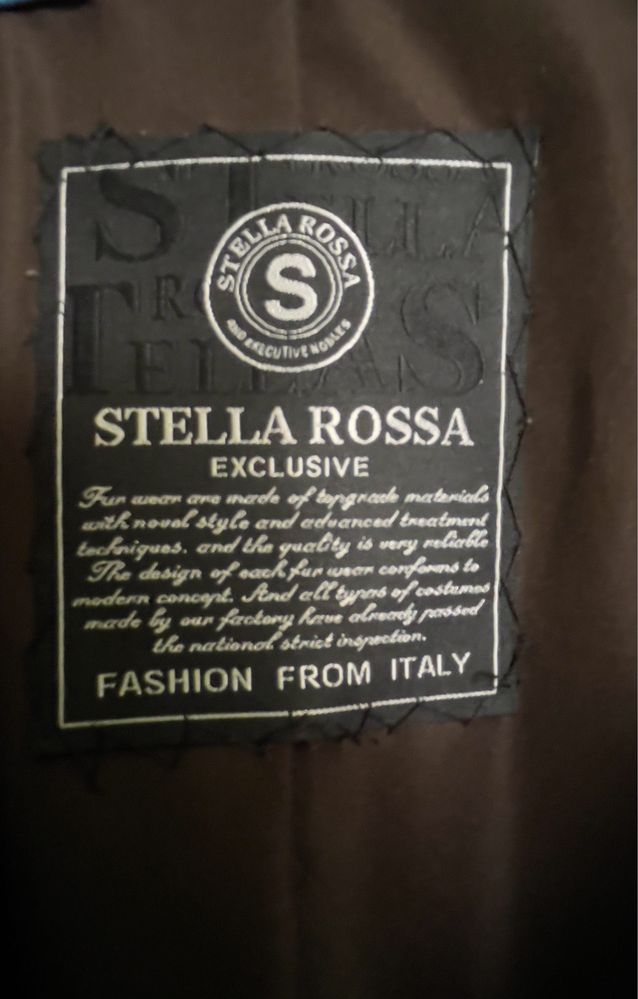 STELLA ROSSA
S
AND EXECUTIVE NOBLES
STELLA ROSSA
EXCLUSIVE
Fur wear are made of topgrade materials
with novel style and advanced treatment
techniques. and the quality is very reliable
The design of each fur wear conforms to
modern concept. And all types of costumes
made by our factory have already passed
the national strict inspection.
FASHION FROM ITALY